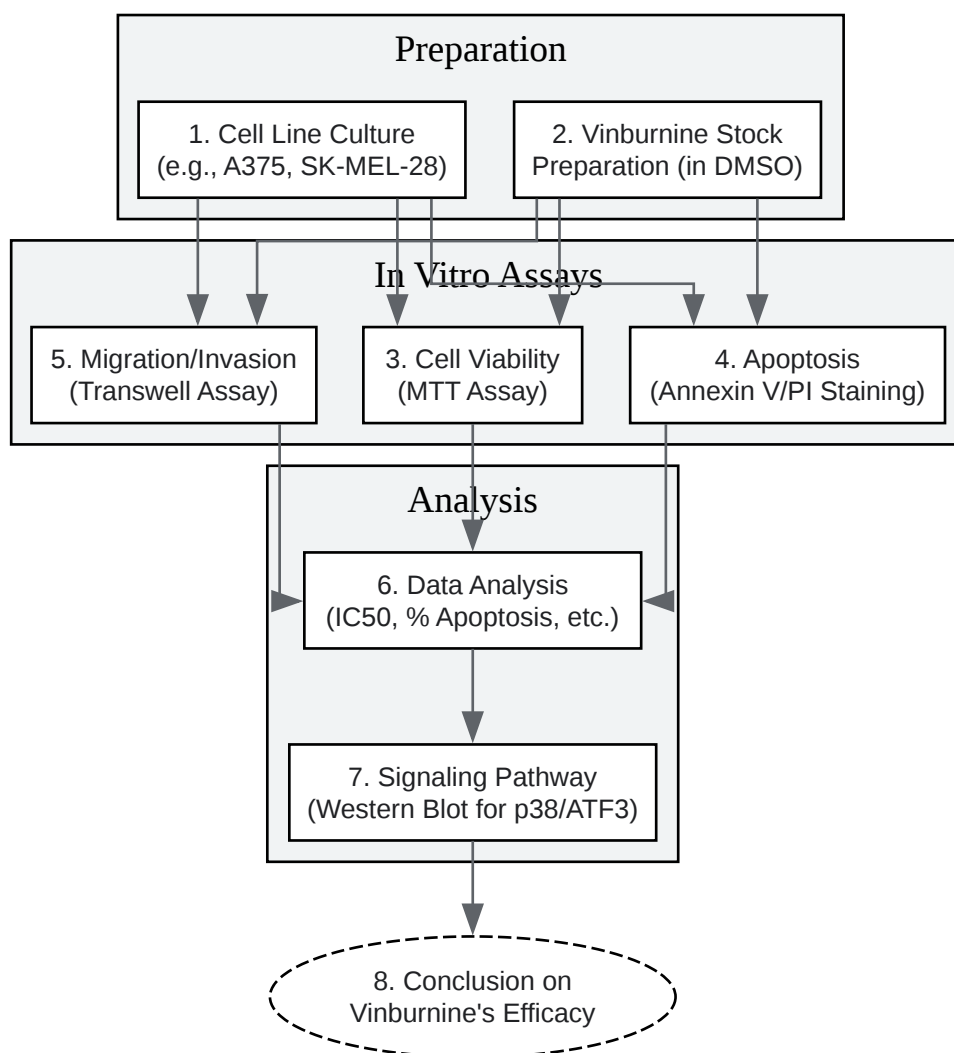 Preparation
1. Cell Line Culture
(e.g., A375, SK-MEL-28)
2. Vinburnine Stock
Preparation (in DMSO)
In Vitro Assays
5. Migration/Invasion
(Transwell Assay)
3. Cell Viability
(MTT Assay)
4. Apoptosis
(Annexin V/PI Staining)
Analysis
6. Data Analysis
(IC50, % Apoptosis, etc.)
7. Signaling Pathway
(Western Blot for p38/ATF3)
8. Conclusion on
Vinburnine's Efficacy